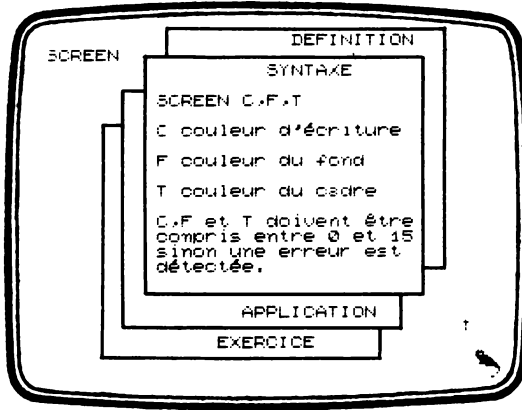 DEFINITION
SCREEN
SYNTAXE
SCREEN C,F,T
C couleur d'écriture
F couleur du fond
T couleur du cadre
C,F et T doivent être
compris entre 0 et 15
sinon une erreur est
détectée.
APPLICATION
EXERCICE